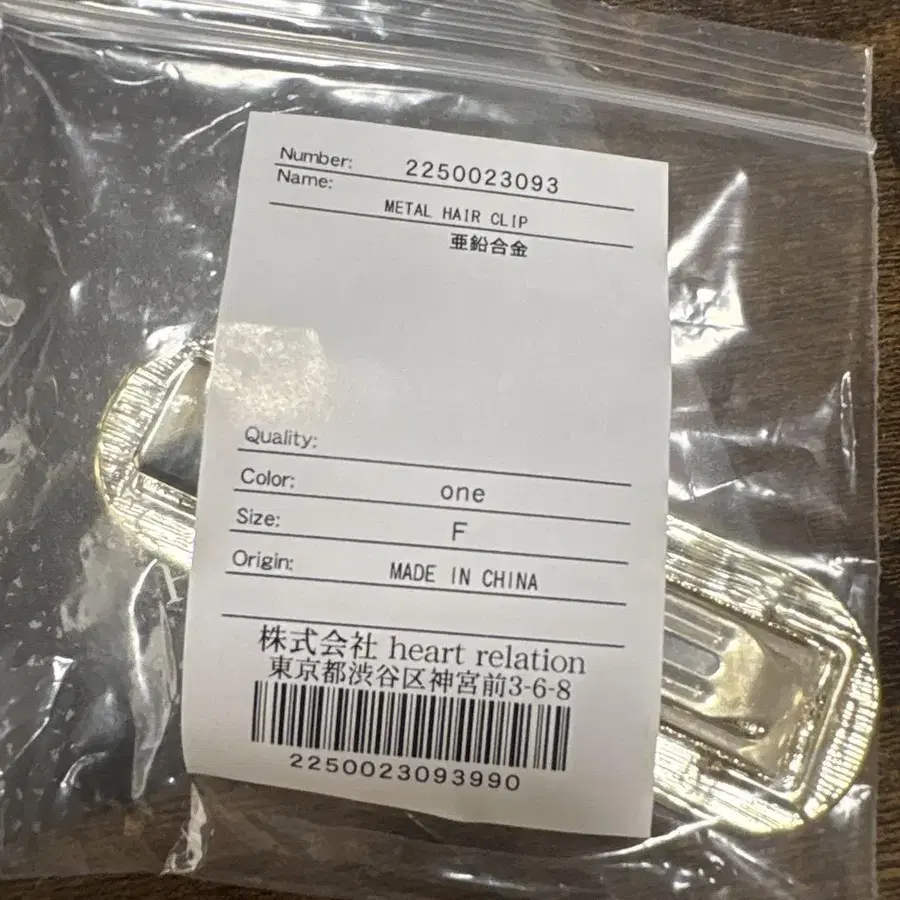 Number: 2250023093
Name:
METAL HAIR CLIP
亜鉛合金
Quality:
Color: one
Size: F
Origin: MADE IN CHINA
株式会社 heart relation
東京都渋谷区神宮前3-6-8
2250023093990